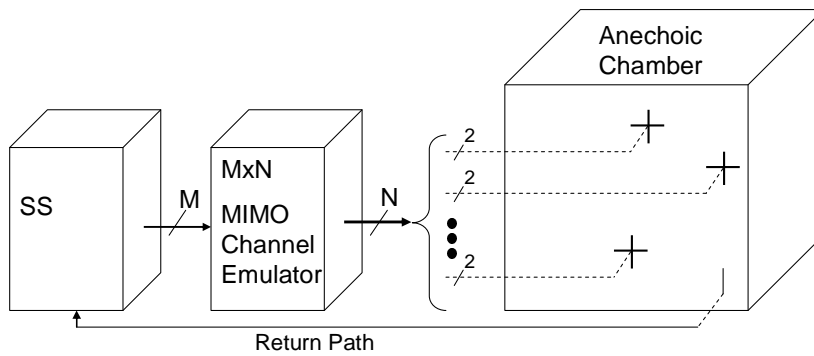 Anechoic
Chamber
SS
M
MxN
MIMO
Channel
Emulator
N
2
2
2
Return Path